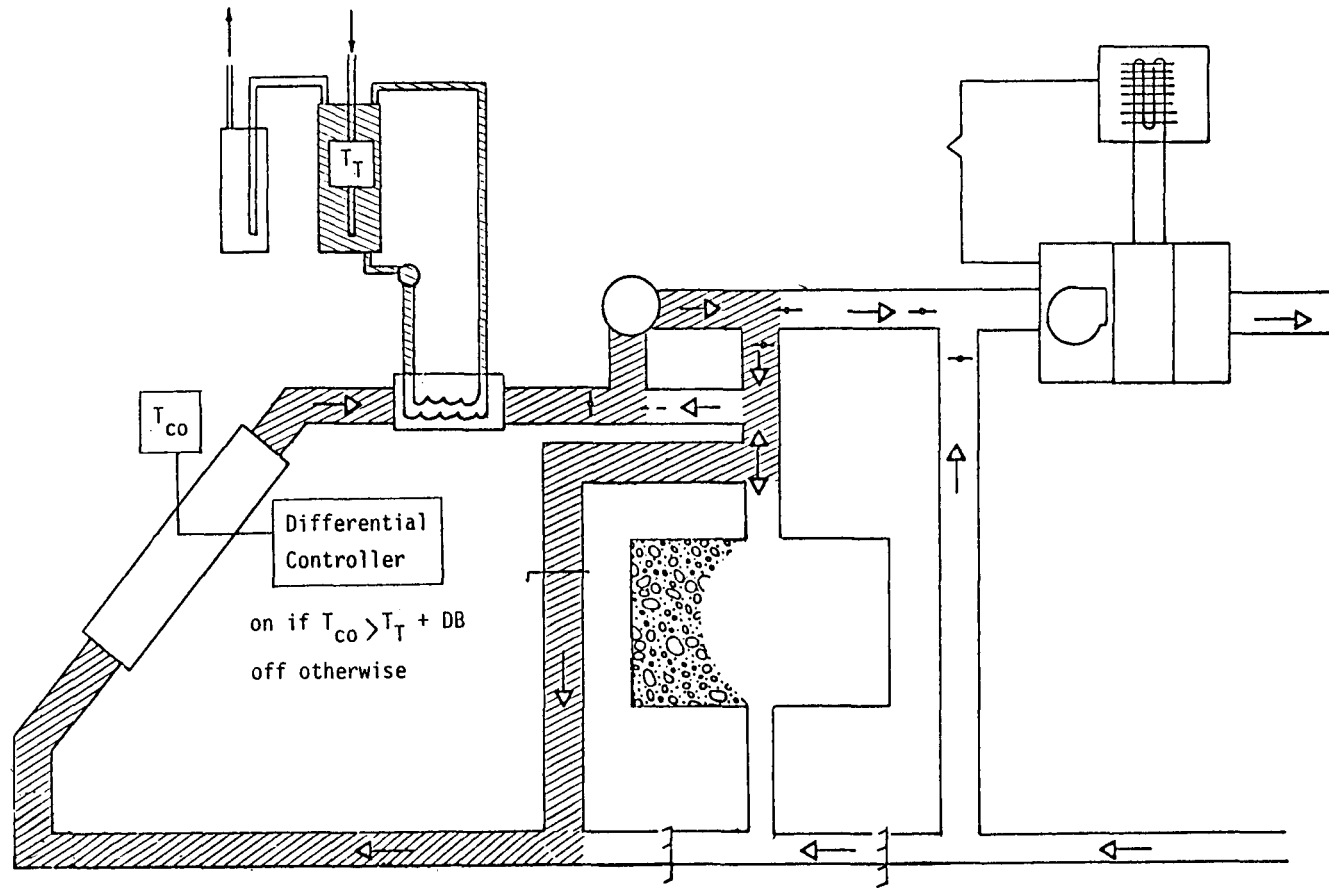 T_T
T_co
Differential
Controller
on if T_co > T_T + DB
off otherwise